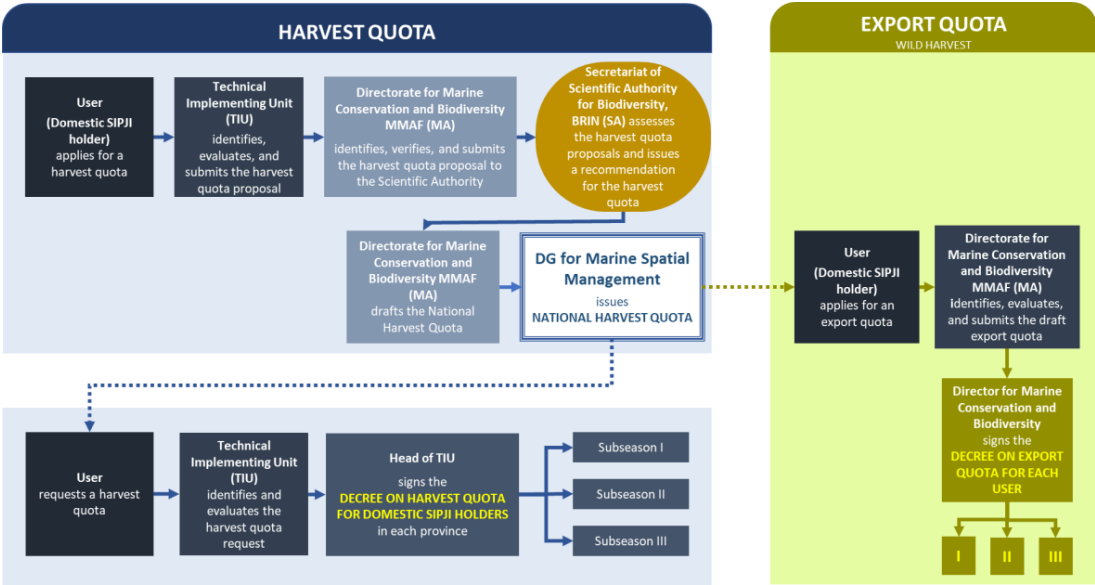 HARVEST QUOTA
User
(Domestic SIPJI
holder)
applies for a
harvest quota
Technical
Implementing Unit
(TIU)
identifies,
evaluates, and
submits the harvest
quota proposal
Directorate for Marine
Conservation and Biodiversity
MMAF (MA)
identifies, verifies, and submits
the harvest quota proposal to
the Scientific Authority
Secretariat of
Scientific Authority
for Biodiversity,
BRIN (SA) assesses
the harvest quota
proposals and issues
a recommendation
for the harvest
quota
Directorate for Marine
Conservation and
Biodiversity MMAF
(MA)
drafts the National
Harvest Quota
DG for Marine Spatial
Management
issues
NATIONAL HARVEST QUOTA
User
requests a harvest
quota
Technical
Implementing Unit
(TIU)
identifies and
evaluates the
harvest quota
request
Head of TIU
signs the
DECREE ON HARVEST QUOTA
FOR DOMESTIC SIPJI HOLDERS
in each province
Subseason I
Subseason II
Subseason III
EXPORT QUOTA
WILD HARVEST
User
(Domestic SIPJI
holder)
applies for an
export quota
Directorate for
Marine Conservation
and Biodiversity
MMAF (MA)
identifies, evaluates,
and submits the draft
export quota
Director for Marine
Conservation and
Biodiversity
signs the
DECREE ON EXPORT
QUOTA FOR EACH
USER
I
II
III